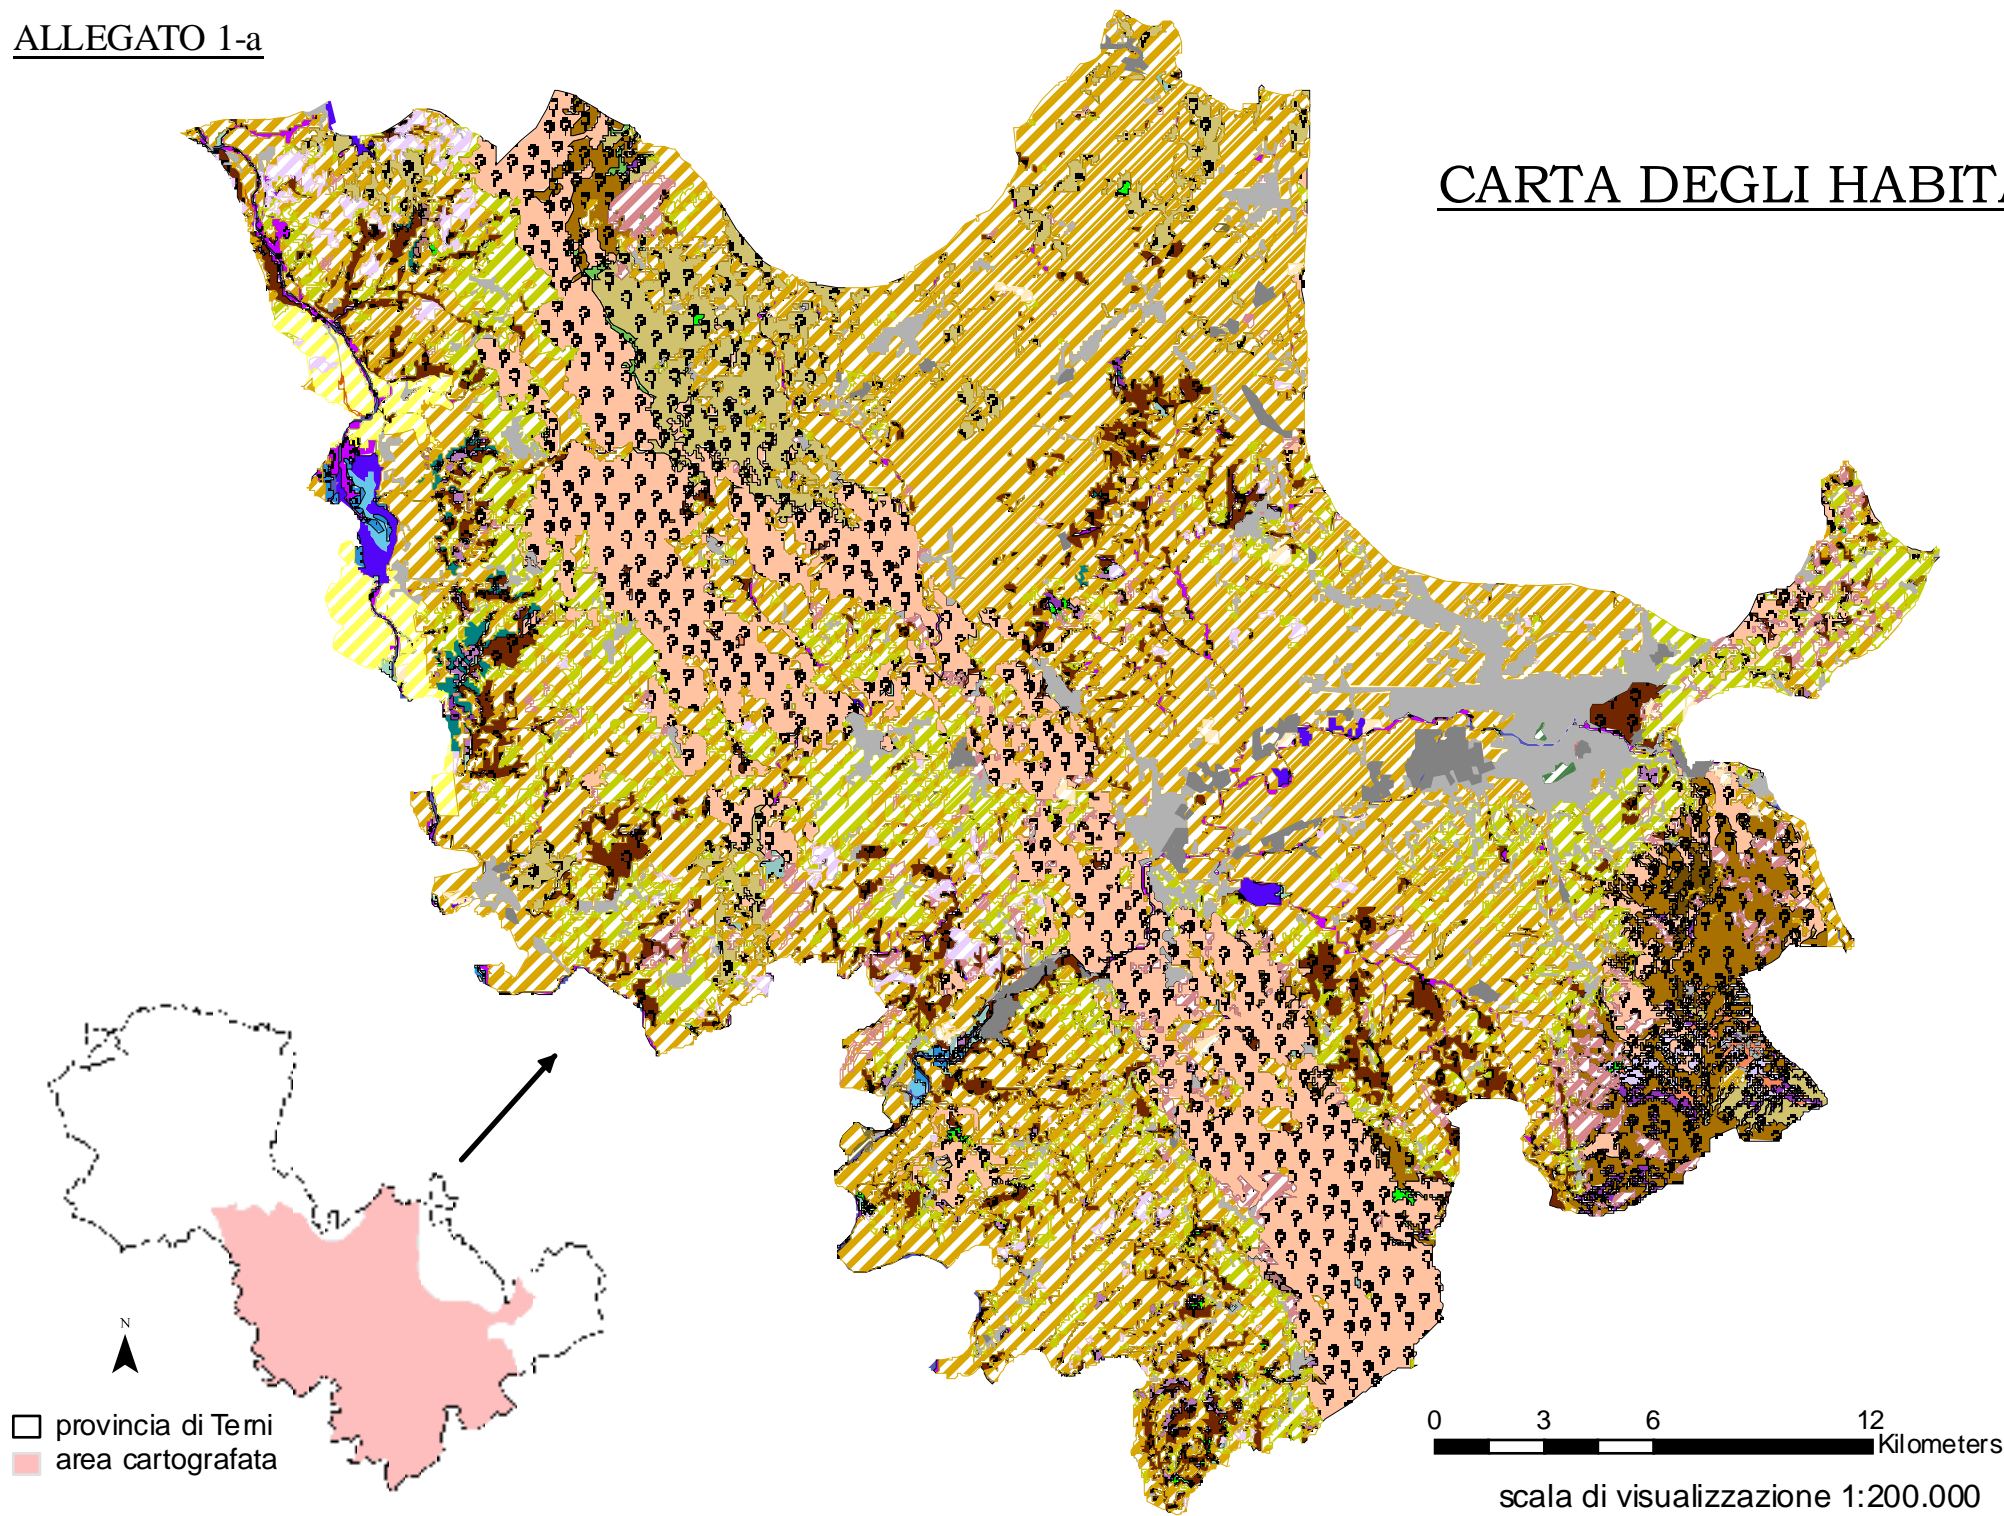 ALLEGATO 1-a
CARTA DEGLI HABITA
N
provincia di Terni
area cartografata
0 3 6 12
Kilometers
scala di visualizzazione 1:200.000